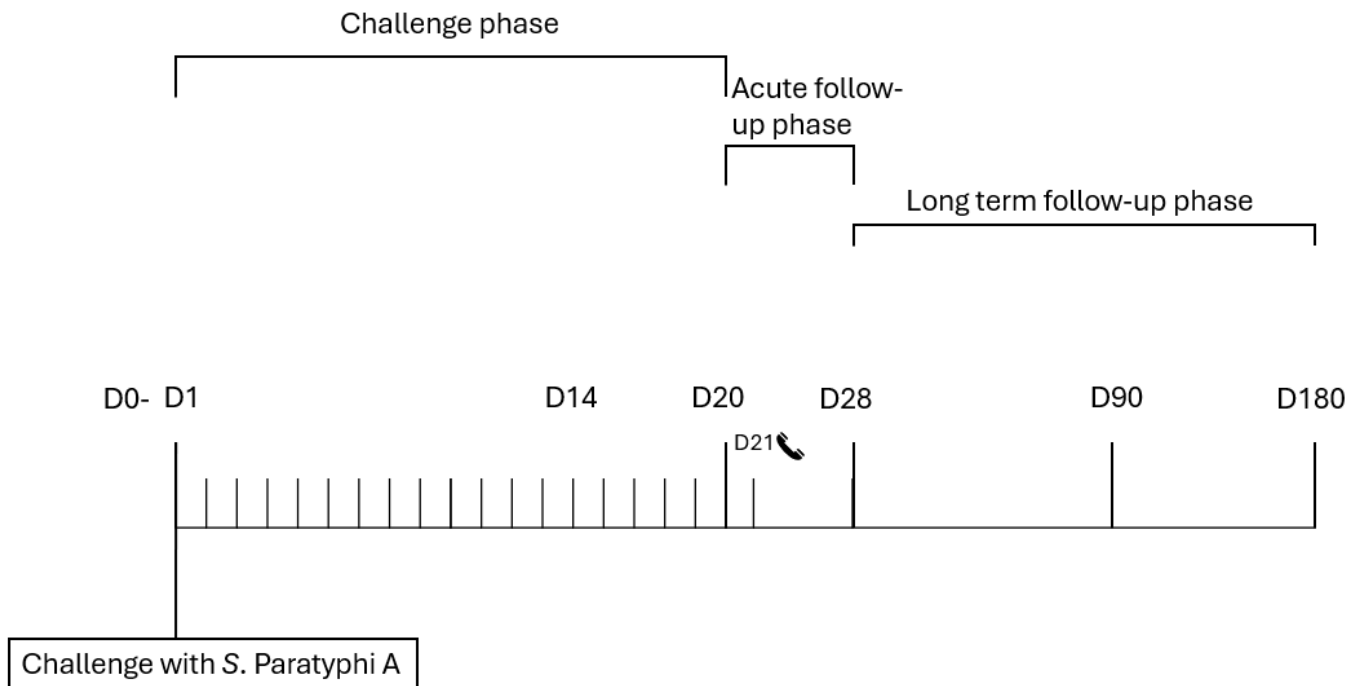 Challenge phase
Acute follow-
up phase
Long term follow-up phase
D0- D1 D14 D20 D28 D90 D180
D21
Challenge with S. Paratyphi A